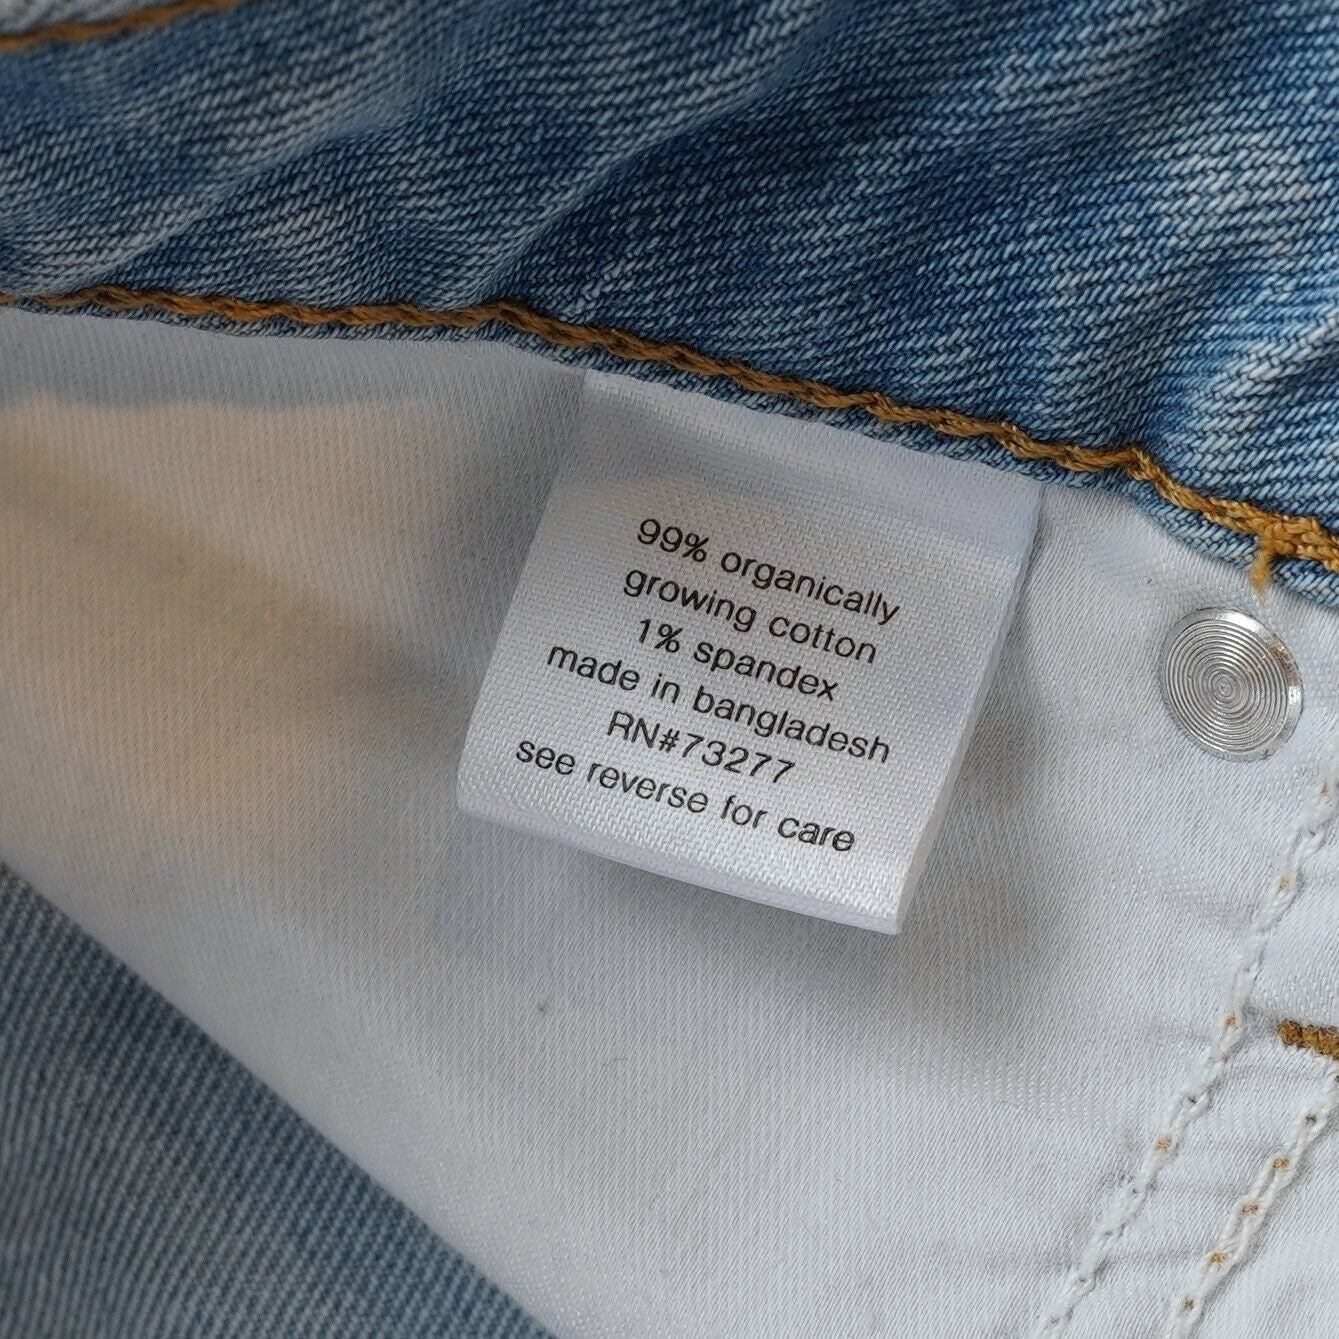 99% organically
growing cotton
1% spandex
made in bangladesh
RN#73277
see reverse for care